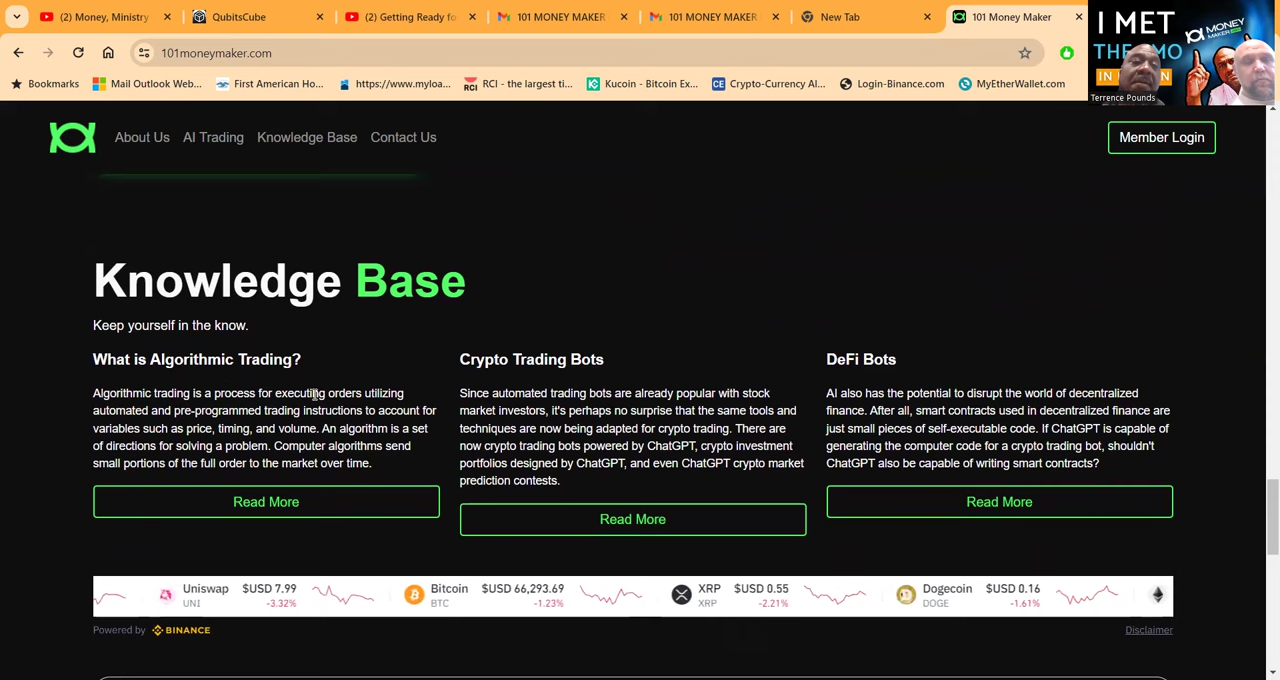 (2) Money, Ministry
QubitsCube
(2) Getting Ready fo
101 MONEY MAKER
101 MONEY MAKER
New Tab
101 Money Maker
101moneymaker.com
Bookmarks
Mail Outlook Web...
First American Ho...
https://www.myloa...
RCI - the largest ti...
Kucoin - Bitcoin Ex...
Crypto-Currency Al...
Login-Binance.com
MyEtherWallet.com
I MET
THE
MO
IN
101 MONEY
MAKER
Terrence Pounds
About Us
AI Trading
Knowledge Base
Contact Us
Member Login
Knowledge Base
Keep yourself in the know.
What is Algorithmic Trading?
Algorithmic trading is a process for executing orders utilizing
automated and pre-programmed trading instructions to account for
variables such as price, timing, and volume. An algorithm is a set
of directions for solving a problem. Computer algorithms send
small portions of the full order to the market over time.
Read More
Crypto Trading Bots
Since automated trading bots are already popular with stock
market investors, it's perhaps no surprise that the same tools and
techniques are now being adapted for crypto trading. There are
now crypto trading bots powered by ChatGPT, crypto investment
portfolios designed by ChatGPT, and even ChatGPT crypto market
prediction contests.
Read More
DeFi Bots
AI also has the potential to disrupt the world of decentralized
finance. After all, smart contracts used in decentralized finance are
just small pieces of self-executable code. If ChatGPT is capable of
generating the computer code for a crypto trading bot, shouldn't
ChatGPT also be capable of writing smart contracts?
Read More
Uniswap $USD 7.99
UNI -3.32%
Bitcoin $USD 66,293.69
BTC -1.23%
XRP $USD 0.55
XRP -2.21%
Dogecoin $USD 0.16
DOGE -1.61%
Powered by BINANCE
Disclaimer